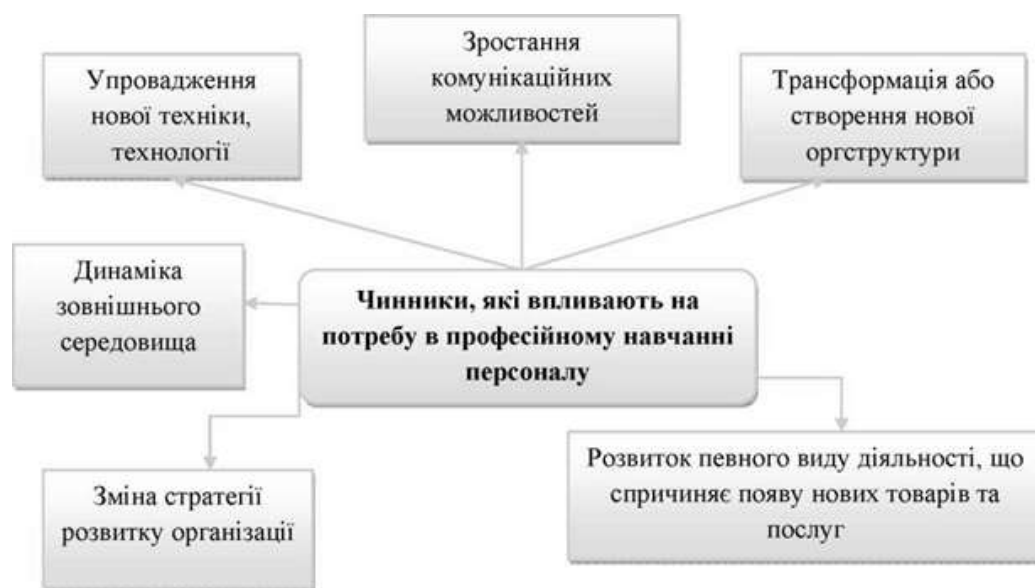 Упровадження
нової техніки,
технології
Зростання
комунікаційних
можливостей
Трансформація або
створення нової
оргструктури
Динаміка
зовнішнього
середовища
Чинники, які впливають на
потребу в професійному навчанні
персоналу
Зміна стратегії
розвитку організації
Розвиток певного виду діяльності, що
спричиняє появу нових товарів та
послуг